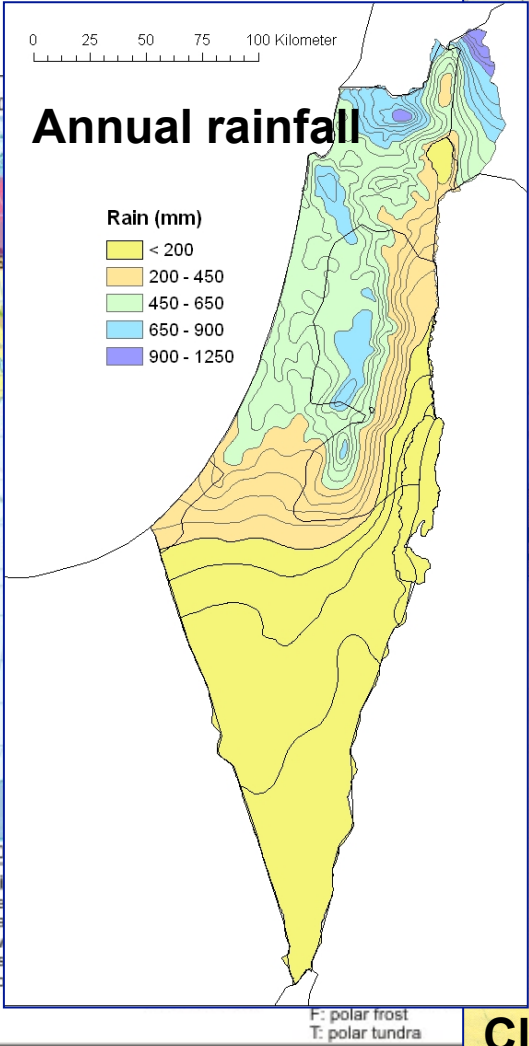 0 25 50 75 100 Kilometer
Annual rainfall
Rain (mm)
< 200
200 - 450
450 - 650
650 - 900
900 - 1250
F: polar frost
T: polar tundra